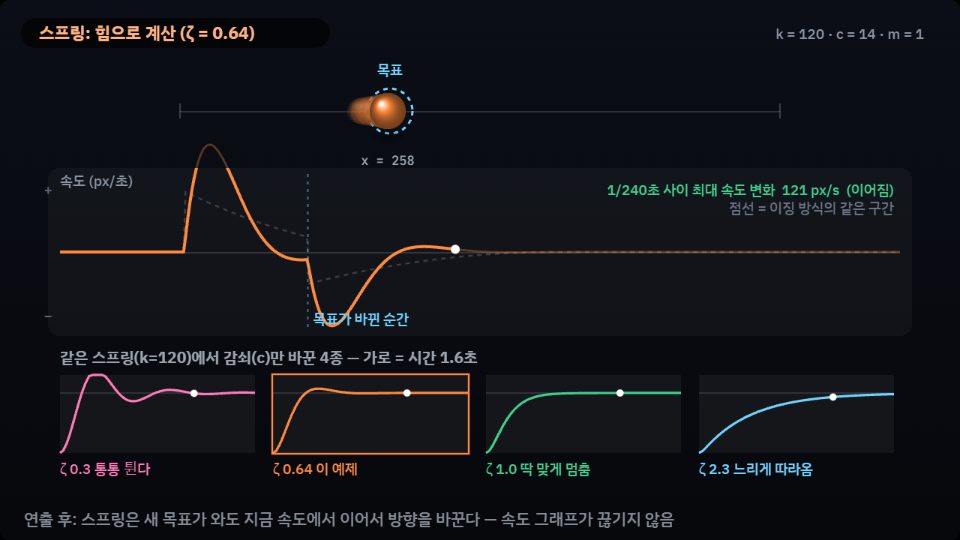 스프링: 힘으로 계산 (ζ = 0.64)
k = 120 · c = 14 · m = 1
목표
x = 258
속도 (px/초)
+
1/240초 사이 최대 속도 변화 121 px/s (이어짐)
점선 = 이징 방식의 같은 구간
−
목표가 바뀐 순간
같은 스프링(k=120)에서 감쇠(c)만 바꾼 4종 — 가로 = 시간 1.6초
ζ 0.3 통통 튄다
ζ 0.64 이 예제
ζ 1.0 딱 맞게 멈춤
ζ 2.3 느리게 따라옴
연출 후: 스프링은 새 목표가 와도 지금 속도에서 이어서 방향을 바꾼다 — 속도 그래프가 끊기지 않음